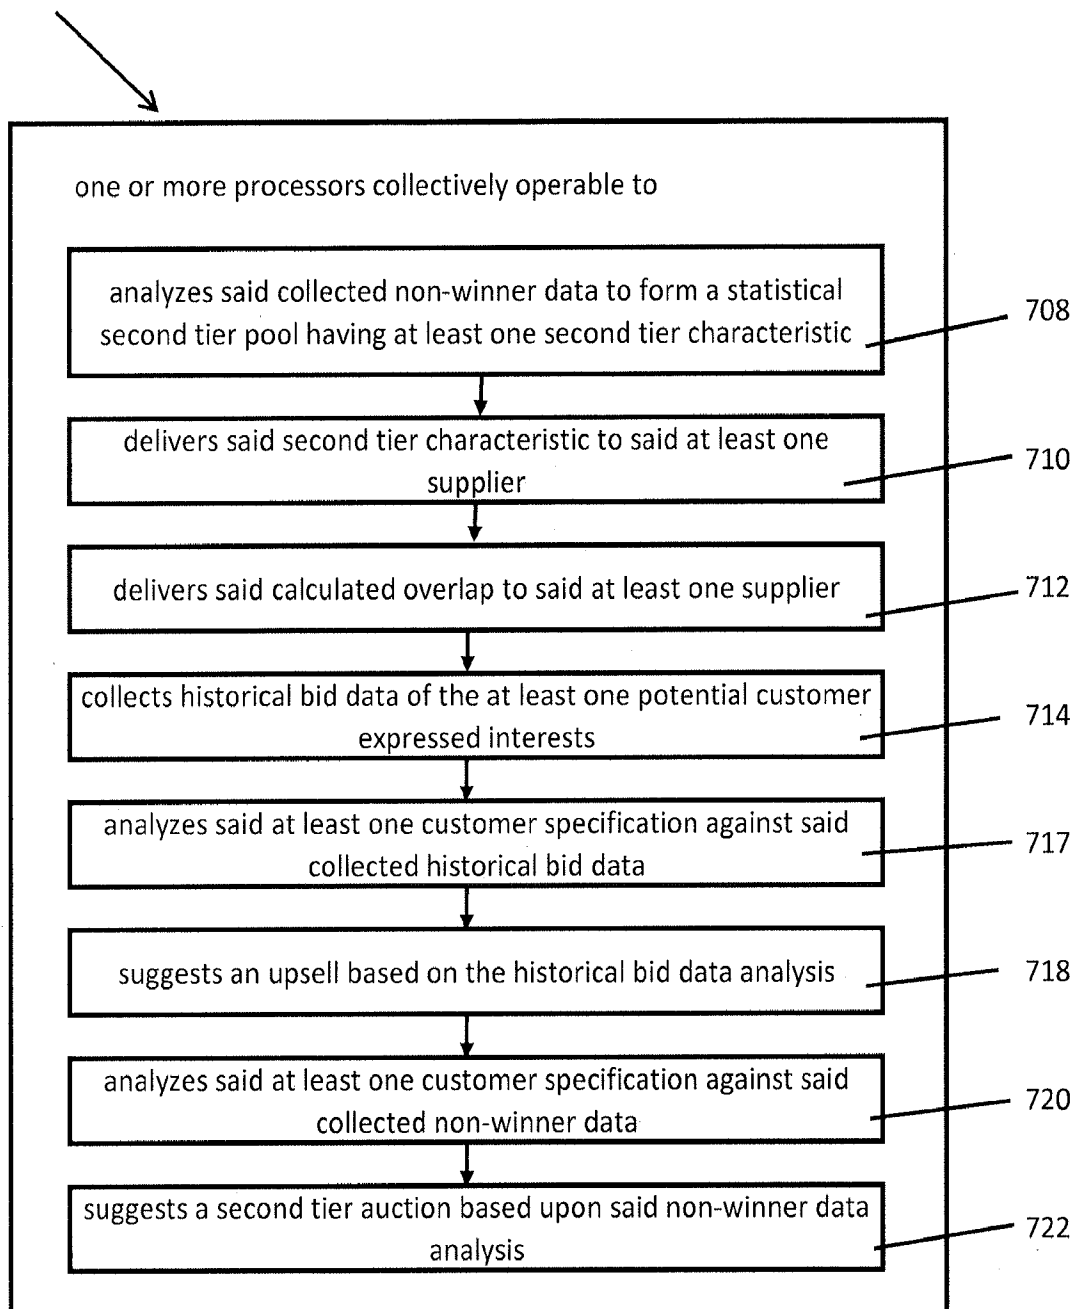 one or more processors collectively operable to
analyzes said collected non-winner data to form a statistical
second tier pool having at least one second tier characteristic
708
delivers said second tier characteristic to said at least one
supplier
710
delivers said calculated overlap to said at least one supplier
712
collects historical bid data of the at least one potential customer
expressed interests
714
analyzes said at least one customer specification against said
collected historical bid data
717
suggests an upsell based on the historical bid data analysis
718
analyzes said at least one customer specification against said
collected non-winner data
720
suggests a second tier auction based upon said non-winner data
analysis
722